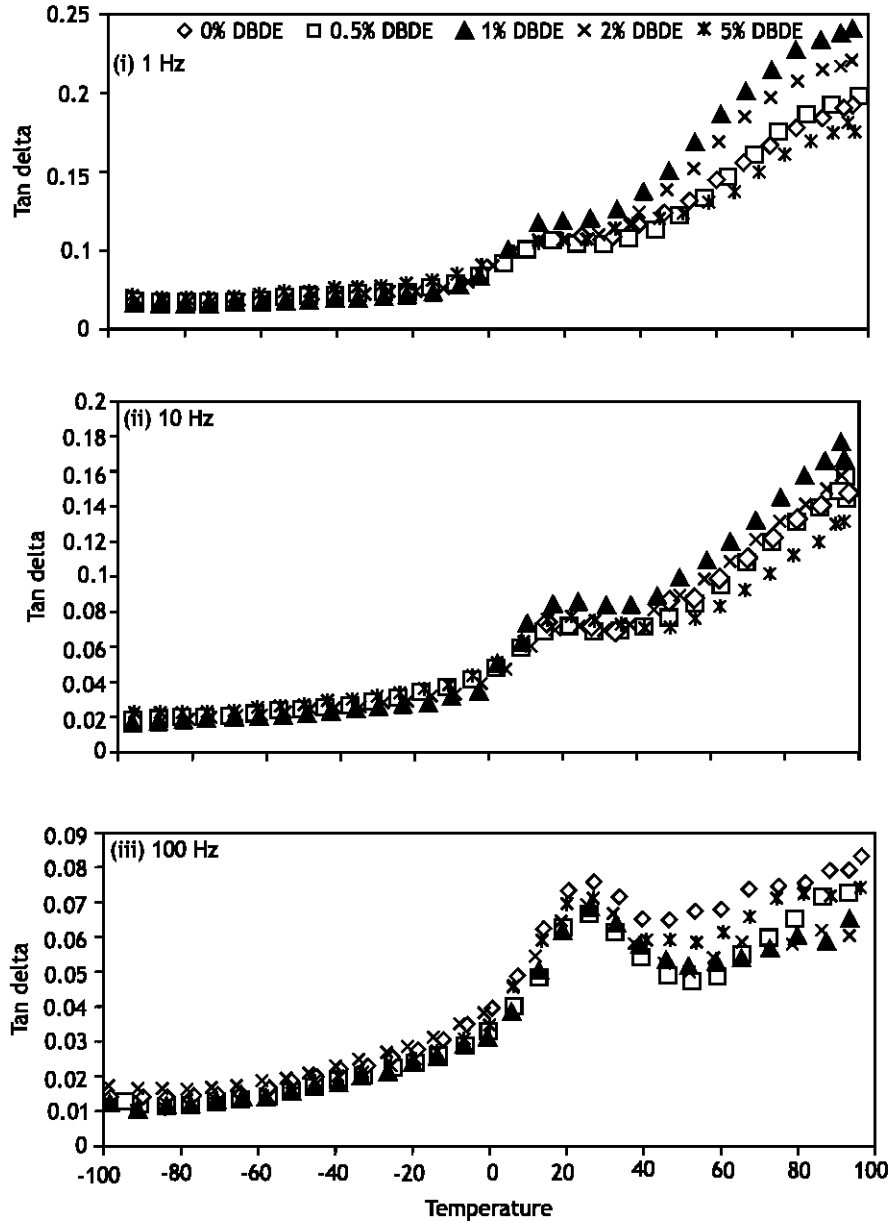 0% DBDE 0.5% DBDE 1% DBDE 2% DBDE 5% DBDE
(i) 1 Hz
0.25
0.2
0.15
0.1
0
Tan delta
(ii) 10 Hz
0.2
0.18
0.16
0.14
0.12
0.1
0.08
0.06
0.04
0.02
0
Tan delta
(iii) 100 Hz
0.09
0.08
0.07
0.06
0.05
0.04
0.03
0.02
0.01
0
Tan delta
-100 -80 -60 -40 -20 0 20 40 60 80 100
Temperature